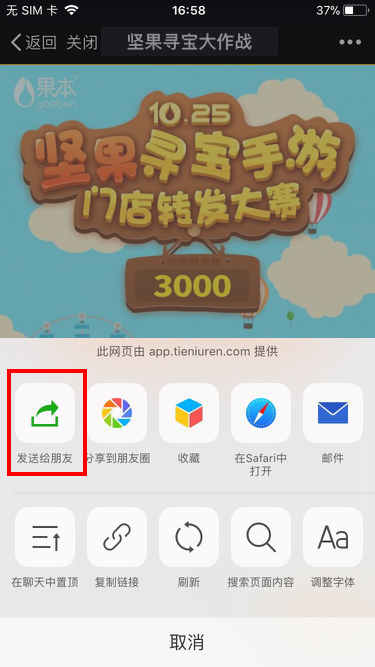 无 SIM 卡
16:58
37%
返回 关闭 坚果寻宝大作战
果本
gooben
10.25
坚果寻宝手游
门店转发大赛
3000
此网页由 app.tieniuren.com 提供
发送给朋友
分享到朋友圈
收藏
在Safari中
打开
邮件
在聊天中置顶
复制链接
刷新
搜索页面内容
Aa
调整字体
取消